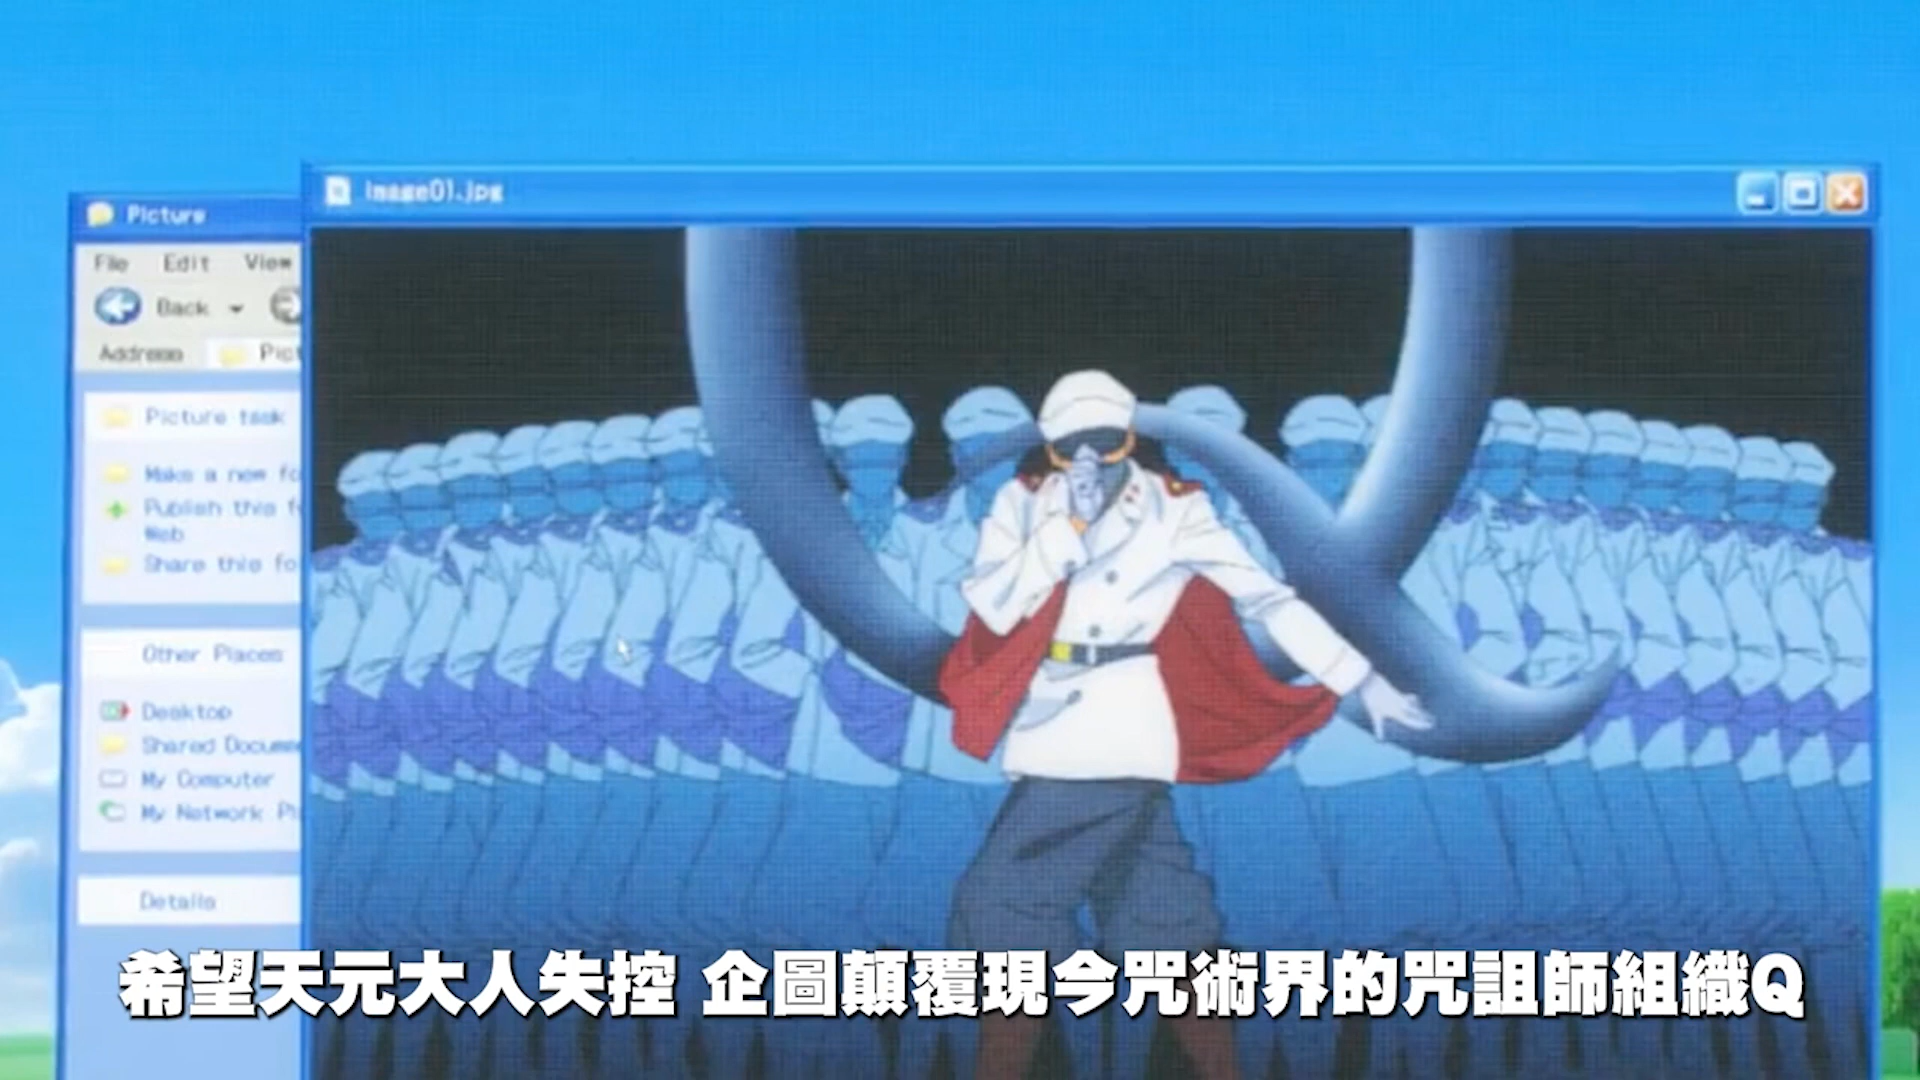 Image01.jpg
Picture
File Edit View
Back
Address
Picture task
Make a new fo
Publish this f
Web
Share this fo
Other Places
Desktop
Shared Docume
My Computer
My Network Pl
Details
希望天元大人失控 企圖顛覆現今咒術界的咒詛師組織Q